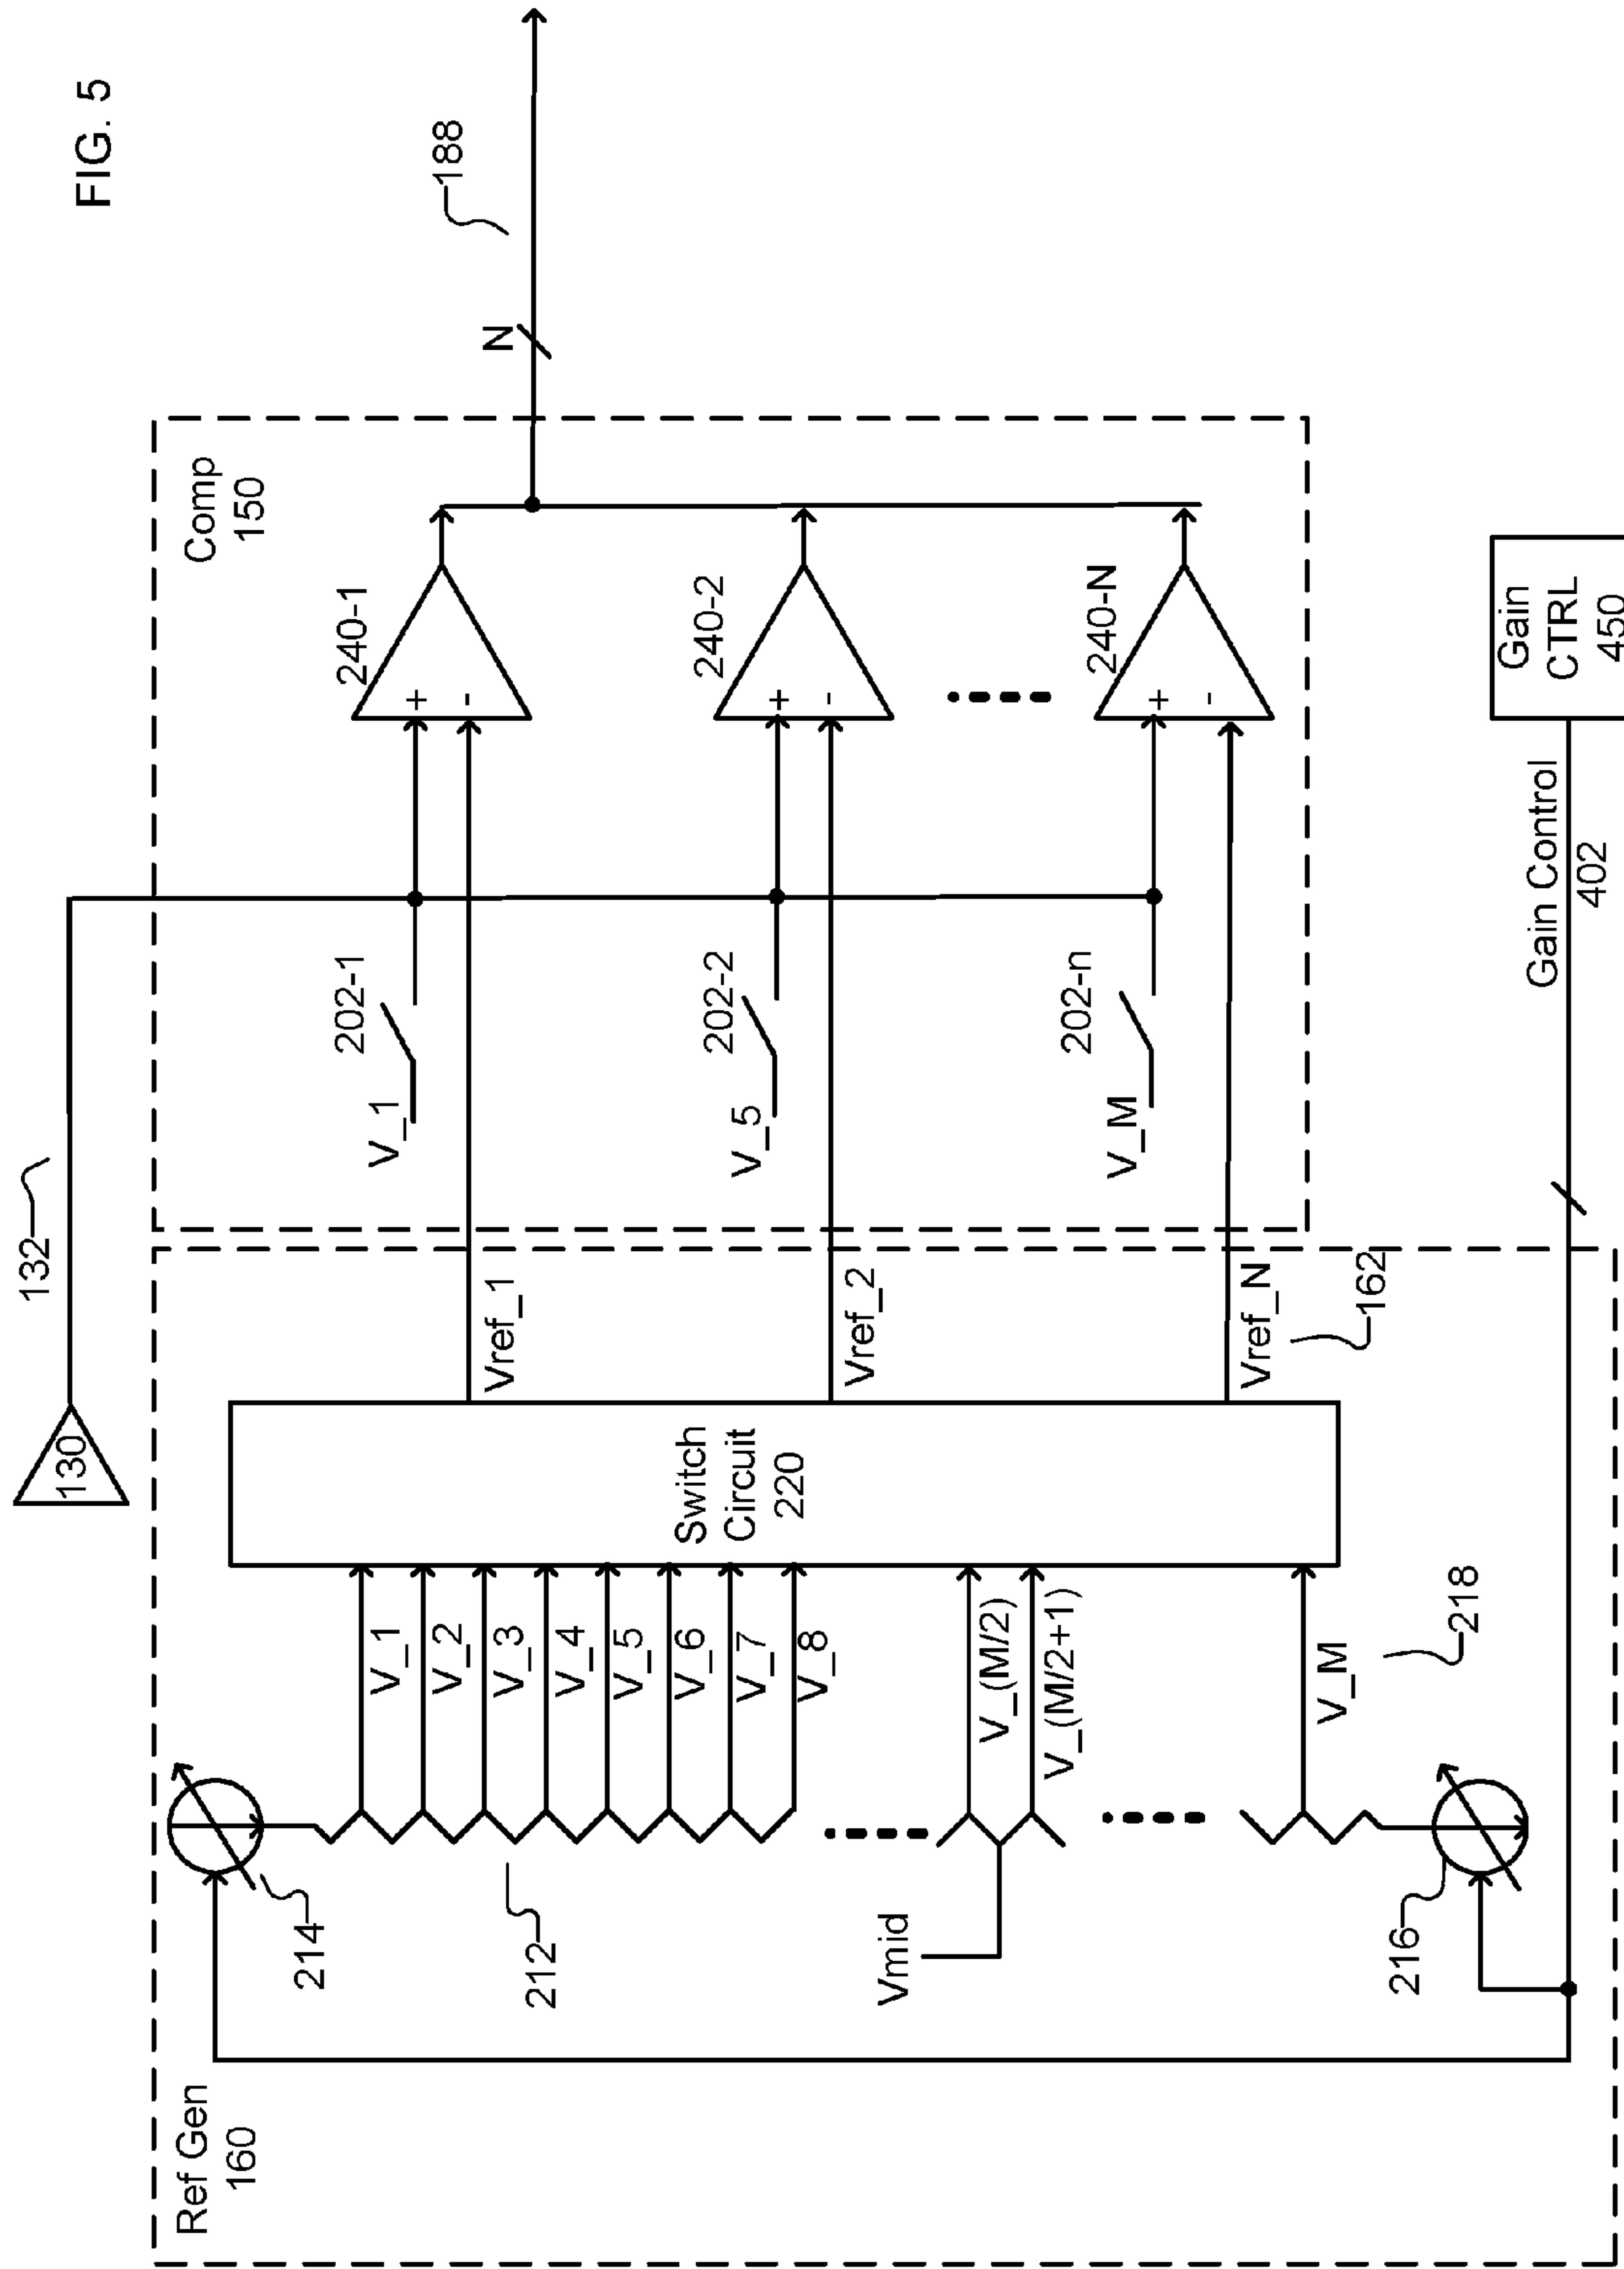 FIG. 5
130
132
Ref Gen
160
214
212
Vmid
216
V_1
V_2
V_3
V_4
V_5
V_6
V_7
V_8
V_(M/2)
V_(M/2+1)
V_M
218
Switch
Circuit
220
Vref_1
Vref_2
Vref_N
162
Comp
150
V_1
202-1
V_5
202-2
V_M
202-n
240-1
+
-
240-2
+
-
240-N
+
-
N
188
Gain Control
402
Gain
CTRL
450